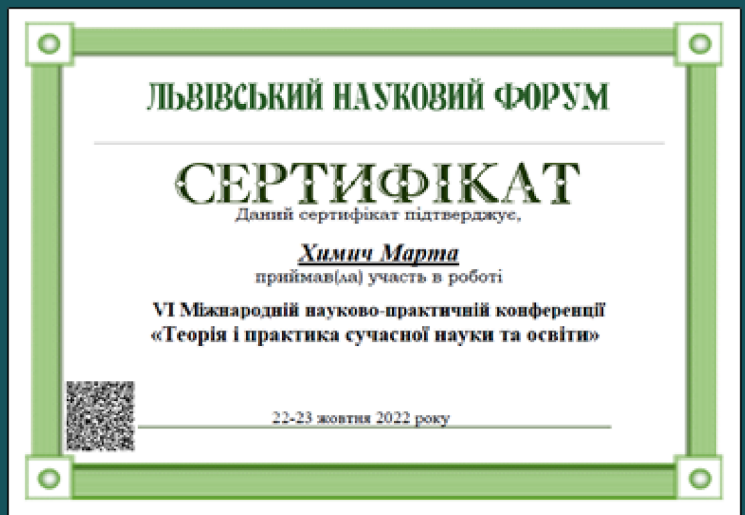 ЛЬВІВСЬКИЙ НАУКОВИЙ ФОРУМ
СЕРТИФІКАТ
Даний сертифікат підтверджує,
Химич Марта
приймав(ла) участь в роботі
VI Міжнародній науково-практичній конференції
«Теорія і практика сучасної науки та освіти»
22-23 жовтня 2022 року